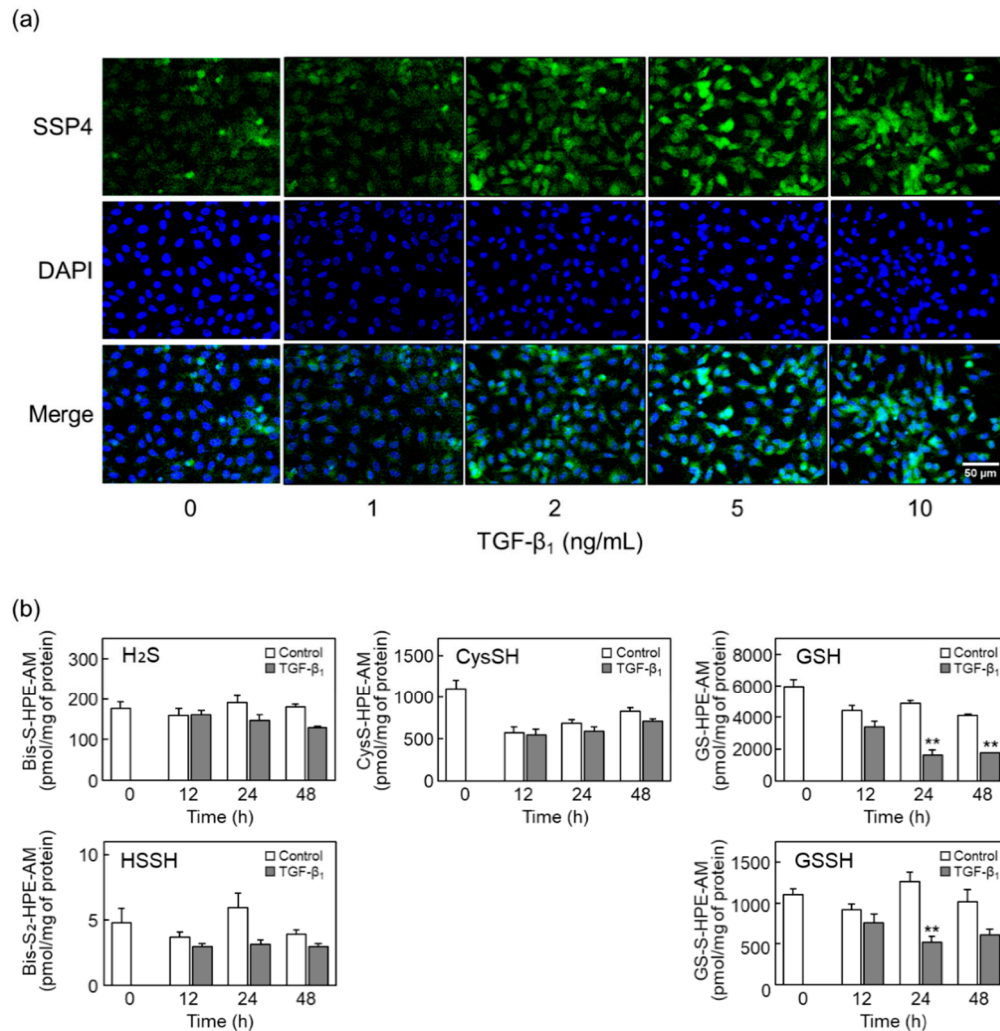 (a)
SSP4
DAPI
Merge
50 μm
0 1 2 5 10
TGF-β₁ (ng/mL)
(b)
Bis-S-HPE-AM
(pmol/mg of protein)
H₂S
Control
TGF-β₁
300
200
100
0
0 12 24 48
Time (h)
CysS-HPE-AM
(pmol/mg of protein)
CysSH
Control
TGF-β₁
1500
1000
500
0
0 12 24 48
Time (h)
GS-HPE-AM
(pmol/mg of protein)
GSH
Control
TGF-β₁
8000
6000
4000
2000
0
** **
0 12 24 48
Time (h)
Bis-S₂-HPE-AM
(pmol/mg of protein)
HSSH
Control
TGF-β₁
10
5
0
0 12 24 48
Time (h)
GS-S-HPE-AM
(pmol/mg of protein)
GSSH
Control
TGF-β₁
1500
1000
500
0
**
0 12 24 48
Time (h)